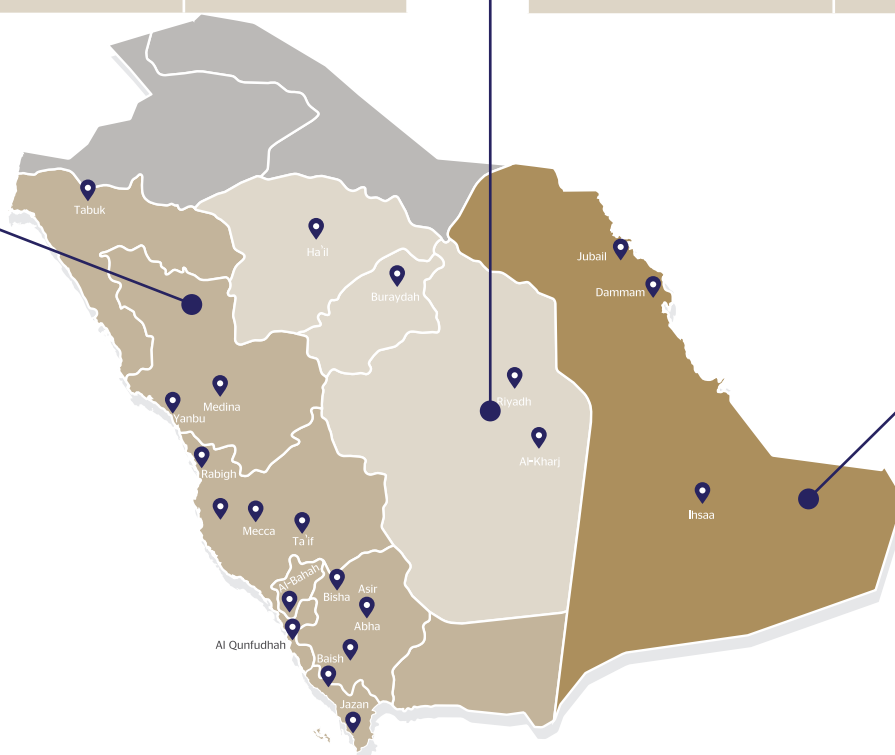 Tabuk
Ha'il
Jubail
Buraydah
Dammam
Riyadh
Medina
Yanbu
Al-Kharj
Rabigh
Ihsaa
Mecca
Ta'if
Al-Bahah
Bisha
Asir
Abha
Al Qunfudhah
Baish
Jazan